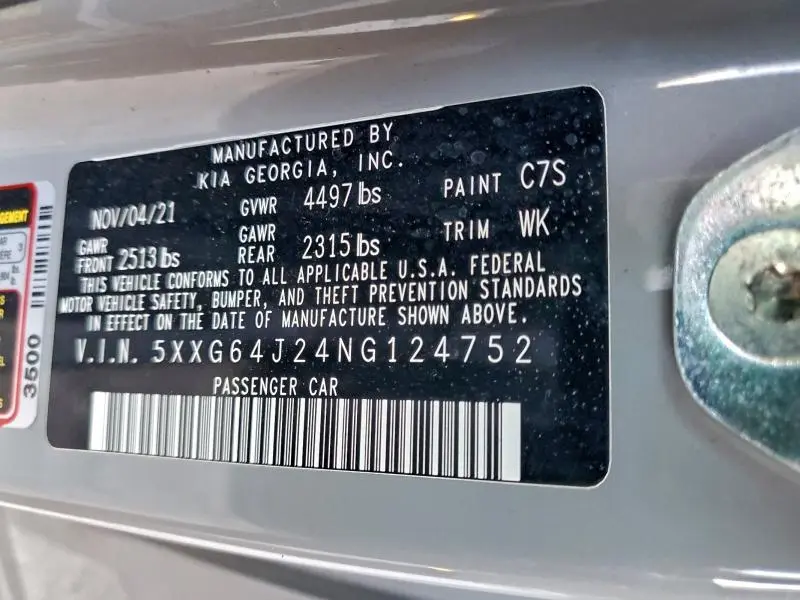 MANUFACTURED BY
KIA GEORGIA, INC.
NOV/04/21 GVWR 4497 lbs PAINT C7S
GAWR FRONT 2513 lbs GAWR REAR 2315 lbs TRIM WK
THIS VEHICLE CONFORMS TO ALL APPLICABLE U.S.A. FEDERAL
MOTOR VEHICLE SAFETY, BUMPER, AND THEFT PREVENTION STANDARDS
IN EFFECT ON THE DATE OF MANUFACTURE SHOWN ABOVE.
V.I.N. 5XXG64J24NG124752
PASSENGER CAR
3500